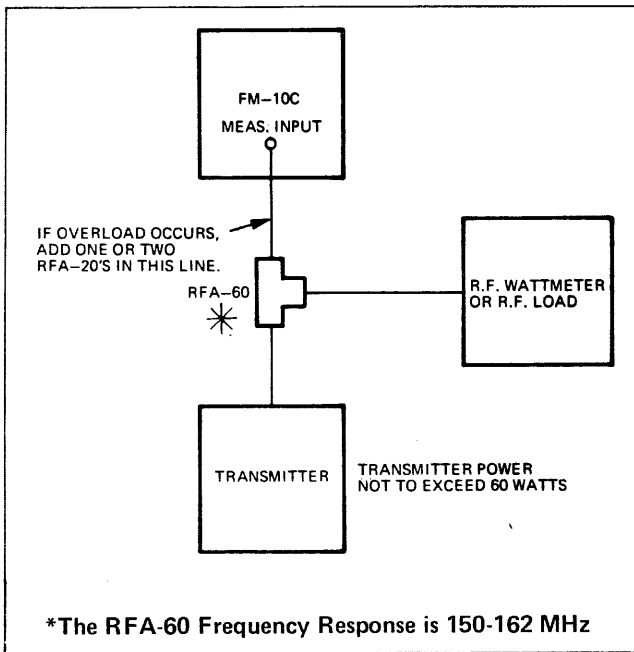 FM-10C
MEAS. INPUT
IF OVERLOAD OCCURS,
ADD ONE OR TWO
RFA-20'S IN THIS LINE.
RFA-60
R.F. WATTMETER
OR R.F. LOAD
TRANSMITTER
TRANSMITTER POWER
NOT TO EXCEED 60 WATTS
*The RFA-60 Frequency Response is 150-162 MHz